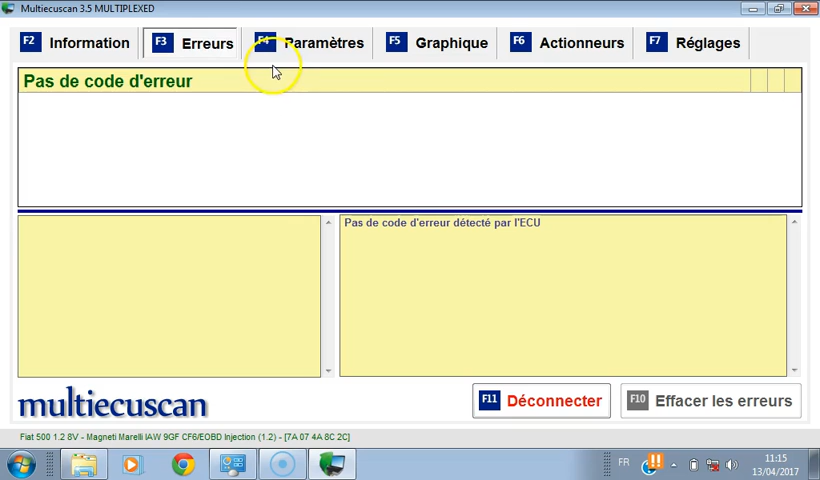 Multiecuscan 3.5 MULTIPLEXED
F2 Information F3 Erreurs F4 Paramètres F5 Graphique F6 Actionneurs F7 Réglages
Pas de code d'erreur
Pas de code d'erreur détecté par l'ECU
multiecuscan
F11 Déconnecter F10 Effacer les erreurs
Fiat 500 1.2 8V - Magneti Marelli IAW 9GF CF6/EOBD Injection (1.2) - [7A 07 4A 8C 2C]
FR
11:15
13/04/2017